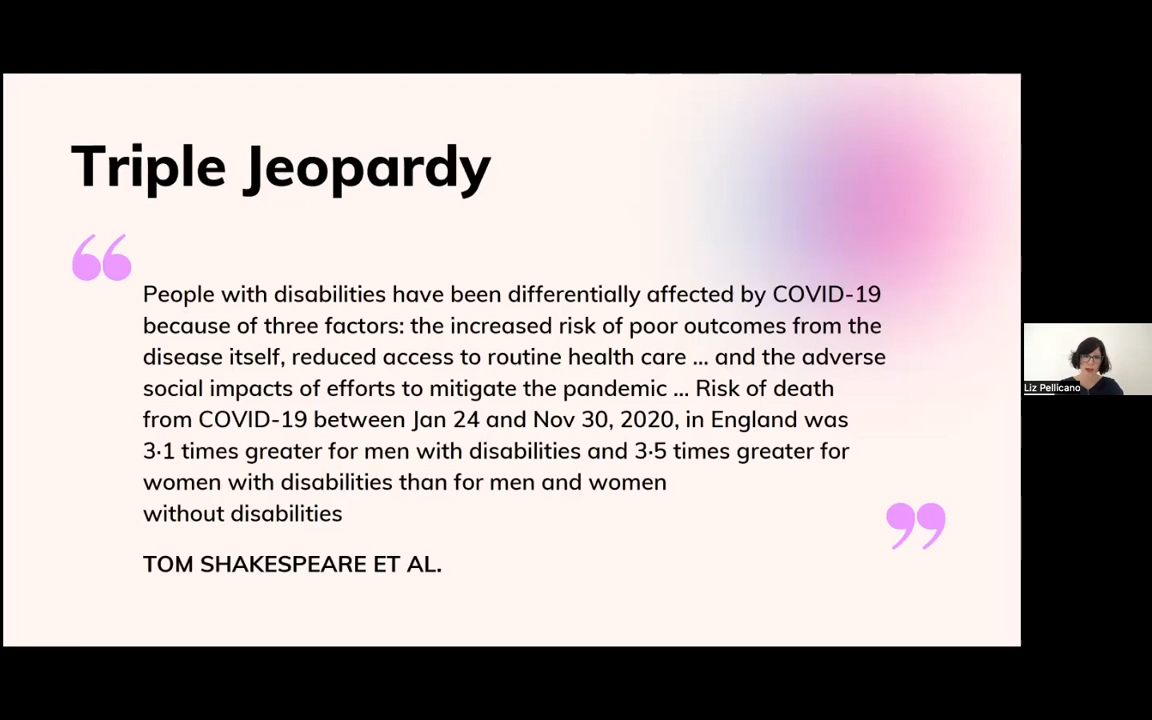 Triple Jeopardy
“
People with disabilities have been differentially affected by COVID-19
because of three factors: the increased risk of poor outcomes from the
disease itself, reduced access to routine health care ... and the adverse
social impacts of efforts to mitigate the pandemic ... Risk of death
from COVID-19 between Jan 24 and Nov 30, 2020, in England was
3·1 times greater for men with disabilities and 3·5 times greater for
women with disabilities than for men and women
without disabilities
”
TOM SHAKESPEARE ET AL.
Liz Pellicano